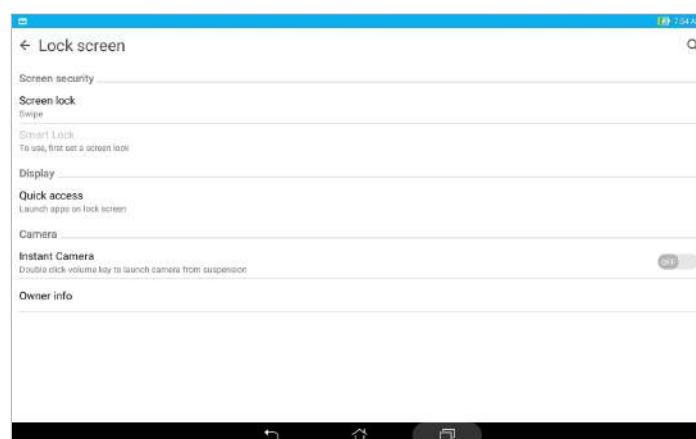 7:54 A
Lock screen
Screen security
Screen lock
Swipe
Smart Lock
To use, first set a screen lock
Display
Quick access
Launch apps on lock screen
Camera
Instant Camera
Double click volume key to launch camera from suspension
OFF
Owner info